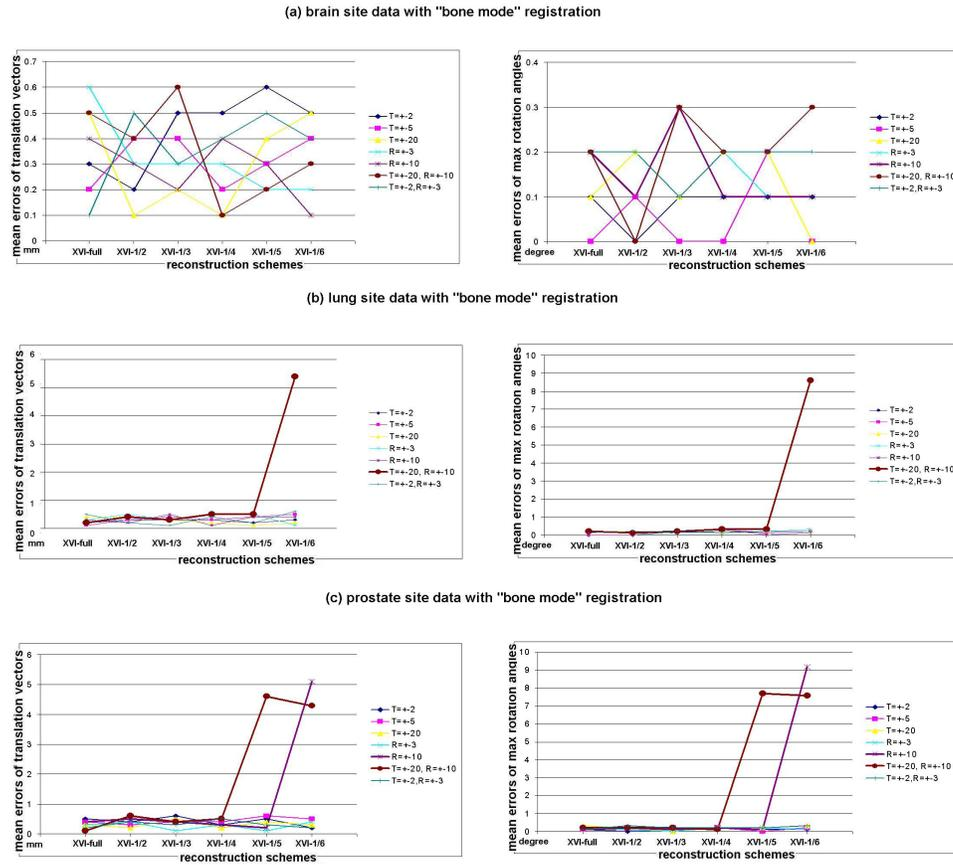 (a) brain site data with "bone mode" registration
mean errors of translation vectors
0.7
0.6
0.5
0.4
0.3
0.2
0.1
0
mm
XVI-full XVI-1/2 XVI-1/3 XVI-1/4 XVI-1/5 XVI-1/6
reconstruction schemes
T=+-2
T=+-5
T=+-20
R=+-3
R=+-10
T=+-20, R=+-10
T=+-2,R=+-3
mean errors of max rotation angles
0.4
0.3
0.2
0.1
0
degree
XVI-full XVI-1/2 XVI-1/3 XVI-1/4 XVI-1/5 XVI-1/6
reconstruction schemes
T=+-2
T=+-5
T=+-20
R=+-3
R=+-10
T=+-20, R=+-10
T=+-2,R=+-3
(b) lung site data with "bone mode" registration
mean errors of translation vectors
6
5
4
3
2
1
0
mm
XVI-full XVI-1/2 XVI-1/3 XVI-1/4 XVI-1/5 XVI-1/6
reconstruction schemes
T=+-2
T=+-5
T=+-20
R=+-3
R=+-10
T=+-20, R=+-10
T=+-2,R=+-3
mean errors of max rotation angles
10
9
8
7
6
5
4
3
2
1
0
degree
XVI-full XVI-1/2 XVI-1/3 XVI-1/4 XVI-1/5 XVI-1/6
reconstruction schemes
T=+-2
T=+-5
T=+-20
R=+-3
R=+-10
T=+-20, R=+-10
T=+-2,R=+-3
(c) prostate site data with "bone mode" registration
mean errors of translation vectors
6
5
4
3
2
1
0
mm
XVI-full XVI-1/2 XVI-1/3 XVI-1/4 XVI-1/5 XVI-1/6
reconstruction schemes
T=+-2
T=+-5
T=+-20
R=+-3
R=+-10
T=+-20, R=+-10
T=+-2,R=+-3
mean errors of max rotation angles
10
9
8
7
6
5
4
3
2
1
0
degree
XVI-full XVI-1/2 XVI-1/3 XVI-1/4 XVI-1/5 XVI-1/6
reconstruction schemes
T=+-2
T=+-5
T=+-20
R=+-3
R=+-10
T=+-20, R=+-10
T=+-2,R=+-3